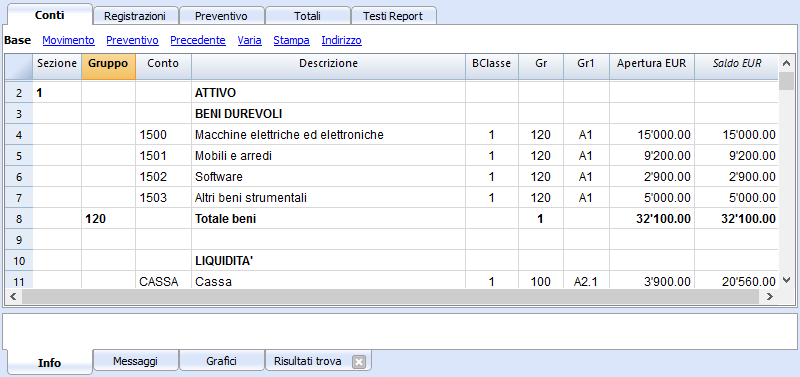 Conti Registrazioni Preventivo Totali Testi Report
Base Movimento Preventivo Precedente Varia Stampa Indirizzo
Sezione Gruppo Conto Descrizione BClasse Gr Gr1 Apertura EUR Saldo EUR
2 1 ATTIVO
3 BENI DUREVOLI
4 1500 Macchine elettriche ed elettroniche 1 120 A1 15'000.00 15'000.00
5 1501 Mobili e arredi 1 120 A1 9'200.00 9'200.00
6 1502 Software 1 120 A1 2'900.00 2'900.00
7 1503 Altri beni strumentali 1 120 A1 5'000.00 5'000.00
8 120 Totale beni 1 32'100.00 32'100.00
9
10 LIQUIDITA'
11 CASSA Cassa 1 100 A2.1 3'900.00 20'560.00
Info Messaggi Grafici Risultati trova